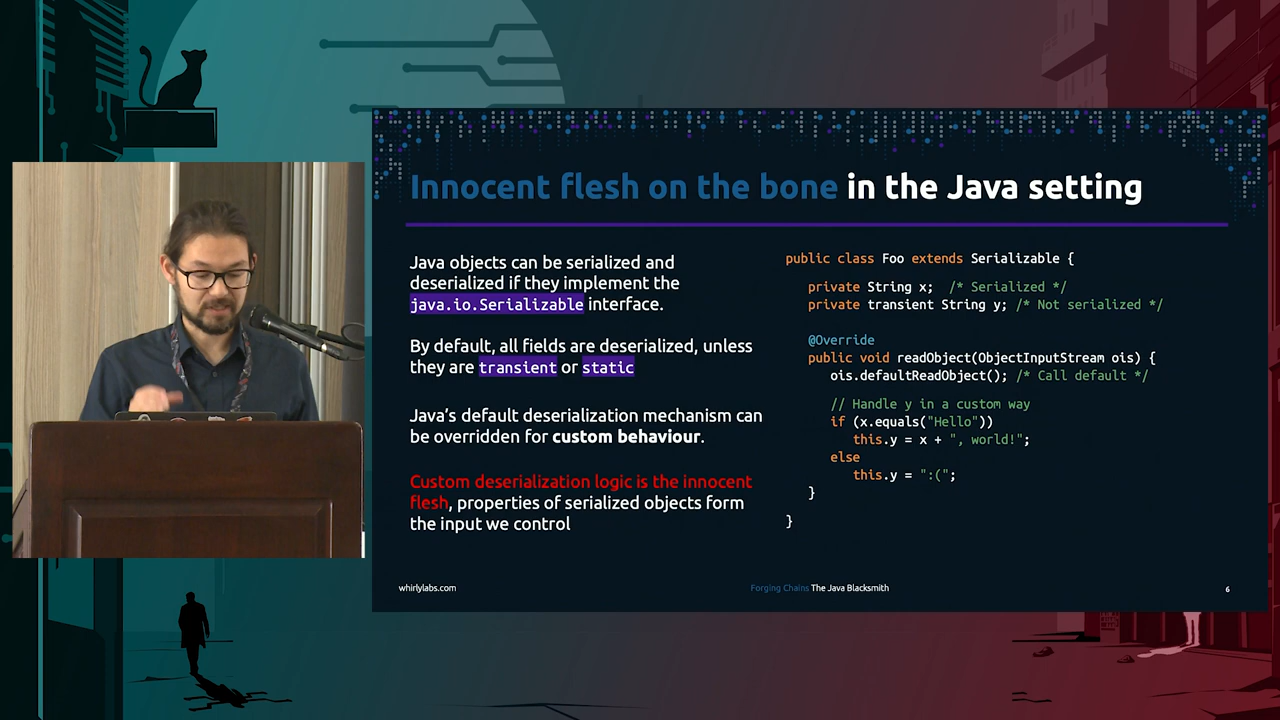 Innocent flesh on the bone in the Java setting
Java objects can be serialized and
deserialized if they implement the
java.io.Serializable interface.
By default, all fields are deserialized, unless
they are transient or static
Java's default deserialization mechanism can
be overridden for custom behaviour.
Custom deserialization logic is the innocent
flesh, properties of serialized objects form
the input we control
public class Foo extends Serializable {
private String x; /* Serialized */
private transient String y; /* Not serialized */
@Override
public void readObject(ObjectInputStream ois) {
ois.defaultReadObject(); /* Call default */
// Handle y in a custom way
if (x.equals("Hello"))
this.y = x + ", world!";
else
this.y = ":(";
}
}
whirlylabs.com
Forging Chains The Java Blacksmith
6